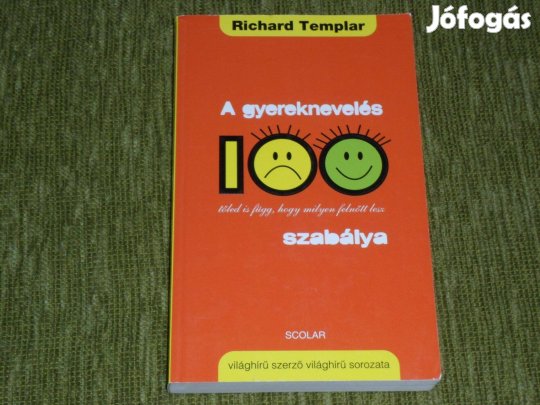 Jófogás
Richard Templar
A gyereknevelés
100
tőled is függ, hogy milyen felnőtt lesz
szabálya
SCOLAR
világhírű szerző világhírű sorozata